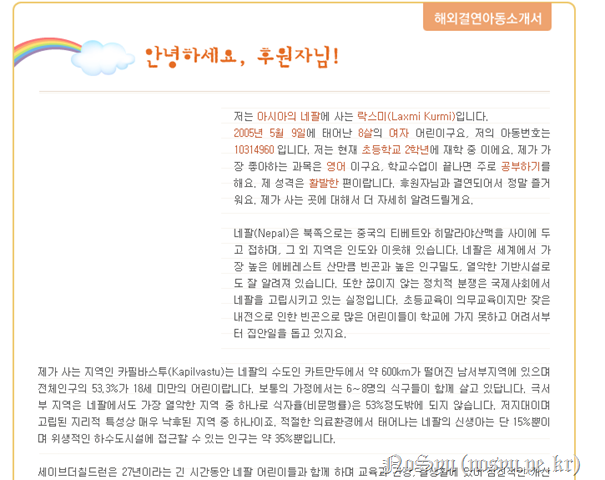 해외결연아동소개서
안녕하세요, 후원자님!
저는 아시아의 네팔에 사는 락스미(Laxmi Kurmi)입니다.
2005년 5월 9일에 태어난 8살의 여자 어린이구요, 저의 아동번호는
10314960 입니다. 저는 현재 초등학교 2학년에 재학 중 이에요. 제가 가
장 좋아하는 과목은 영어 이구요, 학교수업이 끝나면 주로 공부하기를
해요. 제 성격은 활발한 편이랍니다. 후원자님과 결연되어서 정말 즐거
워요. 제가 사는 곳에 대해서 더 자세히 알려드릴게요.
네팔(Nepal)은 북쪽으로는 중국의 티베트와 히말라야산맥을 사이에 두
고 접하며, 그 외 지역은 인도와 이웃해 있습니다. 네팔은 세계에서 가
장 높은 에베레스트 산만큼 빈곤과 높은 인구밀도, 열악한 기반시설로
도 잘 알려져 있습니다. 또한 끊이지 않는 정치적 분쟁은 국제사회에서
네팔을 고립시키고 있는 실정입니다. 초등교육이 의무교육이지만 잦은
내전으로 인한 빈곤으로 많은 어린이들이 학교에 가지 못하고 어려서부
터 집안일을 돕고 있지요.
제가 사는 지역인 카필바스투(Kapilvastu)는 네팔의 수도인 카트만두에서 약 600km가 떨어진 남서부지역에 있으며
전체인구의 53.3%가 18세 미만의 어린이랍니다. 보통의 가정에서는 6~8명의 식구들이 함께 살고 있답니다. 극서
부 지역은 네팔에서도 가장 열악한 지역 중 하나로 식자율(비문맹률)은 53%정도밖에 되지 않습니다. 저지대이며
고립된 지리적 특성상 매우 낙후된 지역 중 하나이죠. 적절한 의료환경에서 태어나는 네팔의 신생아는 단 15%뿐이
며 위생적인 하수도시설에 접근할 수 있는 인구는 약 35%뿐입니다.
세이브더칠드런은 27년이라는 긴 시간동안 네팔 어린이들과 함께 하며 교육과
NoSyu (nosyu.pe.kr)